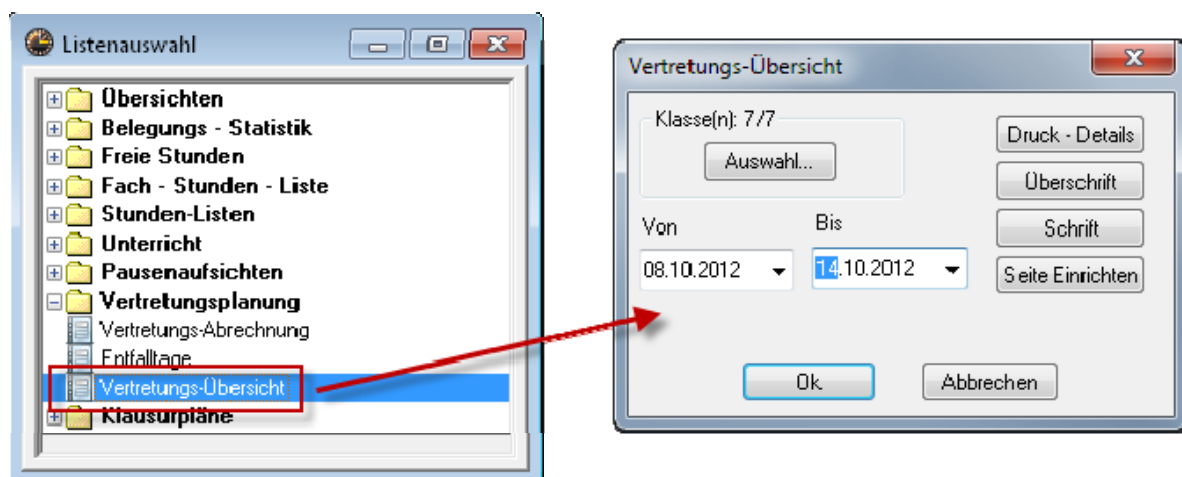 Listenauswahl
Übersichten
Belegungs - Statistik
Freie Stunden
Fach - Stunden - Liste
Stunden-Listen
Unterricht
Pausenaufsichten
Vertretungsplanung
Vertretungs-Abrechnung
Entfalltage
Vertretungs-Übersicht
Klausurpläne
Vertretungs-Übersicht
Klasse(n): 7/7
Auswahl...
Druck - Details
Überschrift
Schrift
Seite Einrichten
Von
Bis
08.10.2012
14.10.2012
Ok
Abbrechen